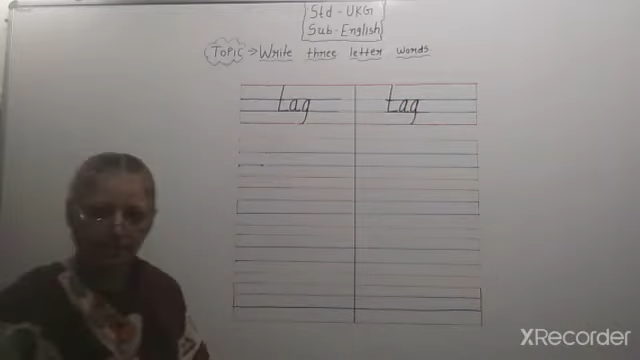 Std - UKG
Sub - English
TOPIC → Write three letter words
tag tag
XRecorder